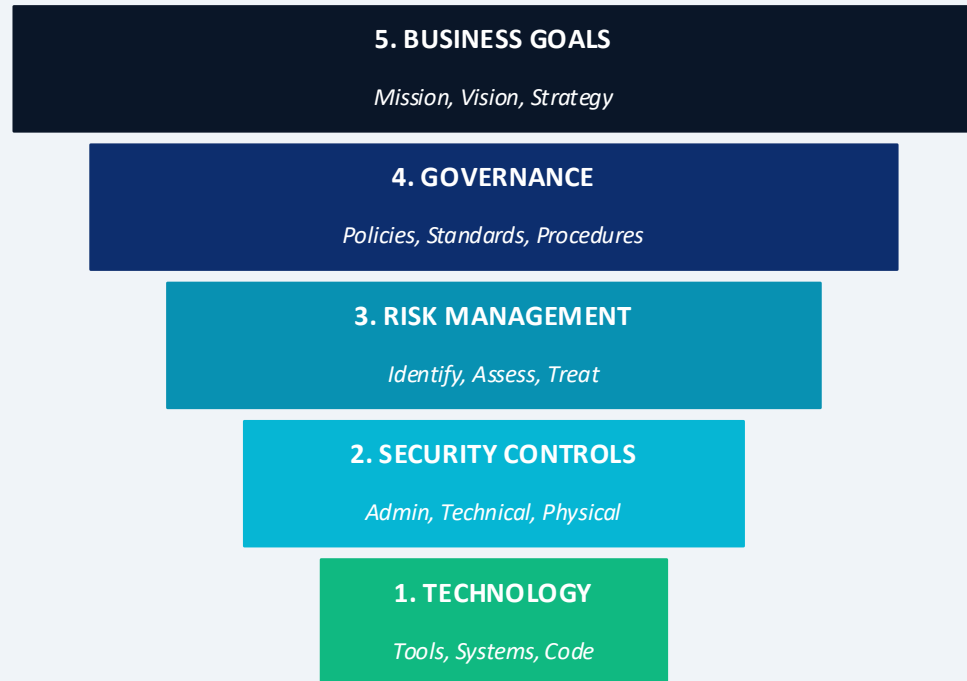 5. BUSINESS GOALS
Mission, Vision, Strategy
4. GOVERNANCE
Policies, Standards, Procedures
3. RISK MANAGEMENT
Identify, Assess, Treat
2. SECURITY CONTROLS
Admin, Technical, Physical
1. TECHNOLOGY
Tools, Systems, Code